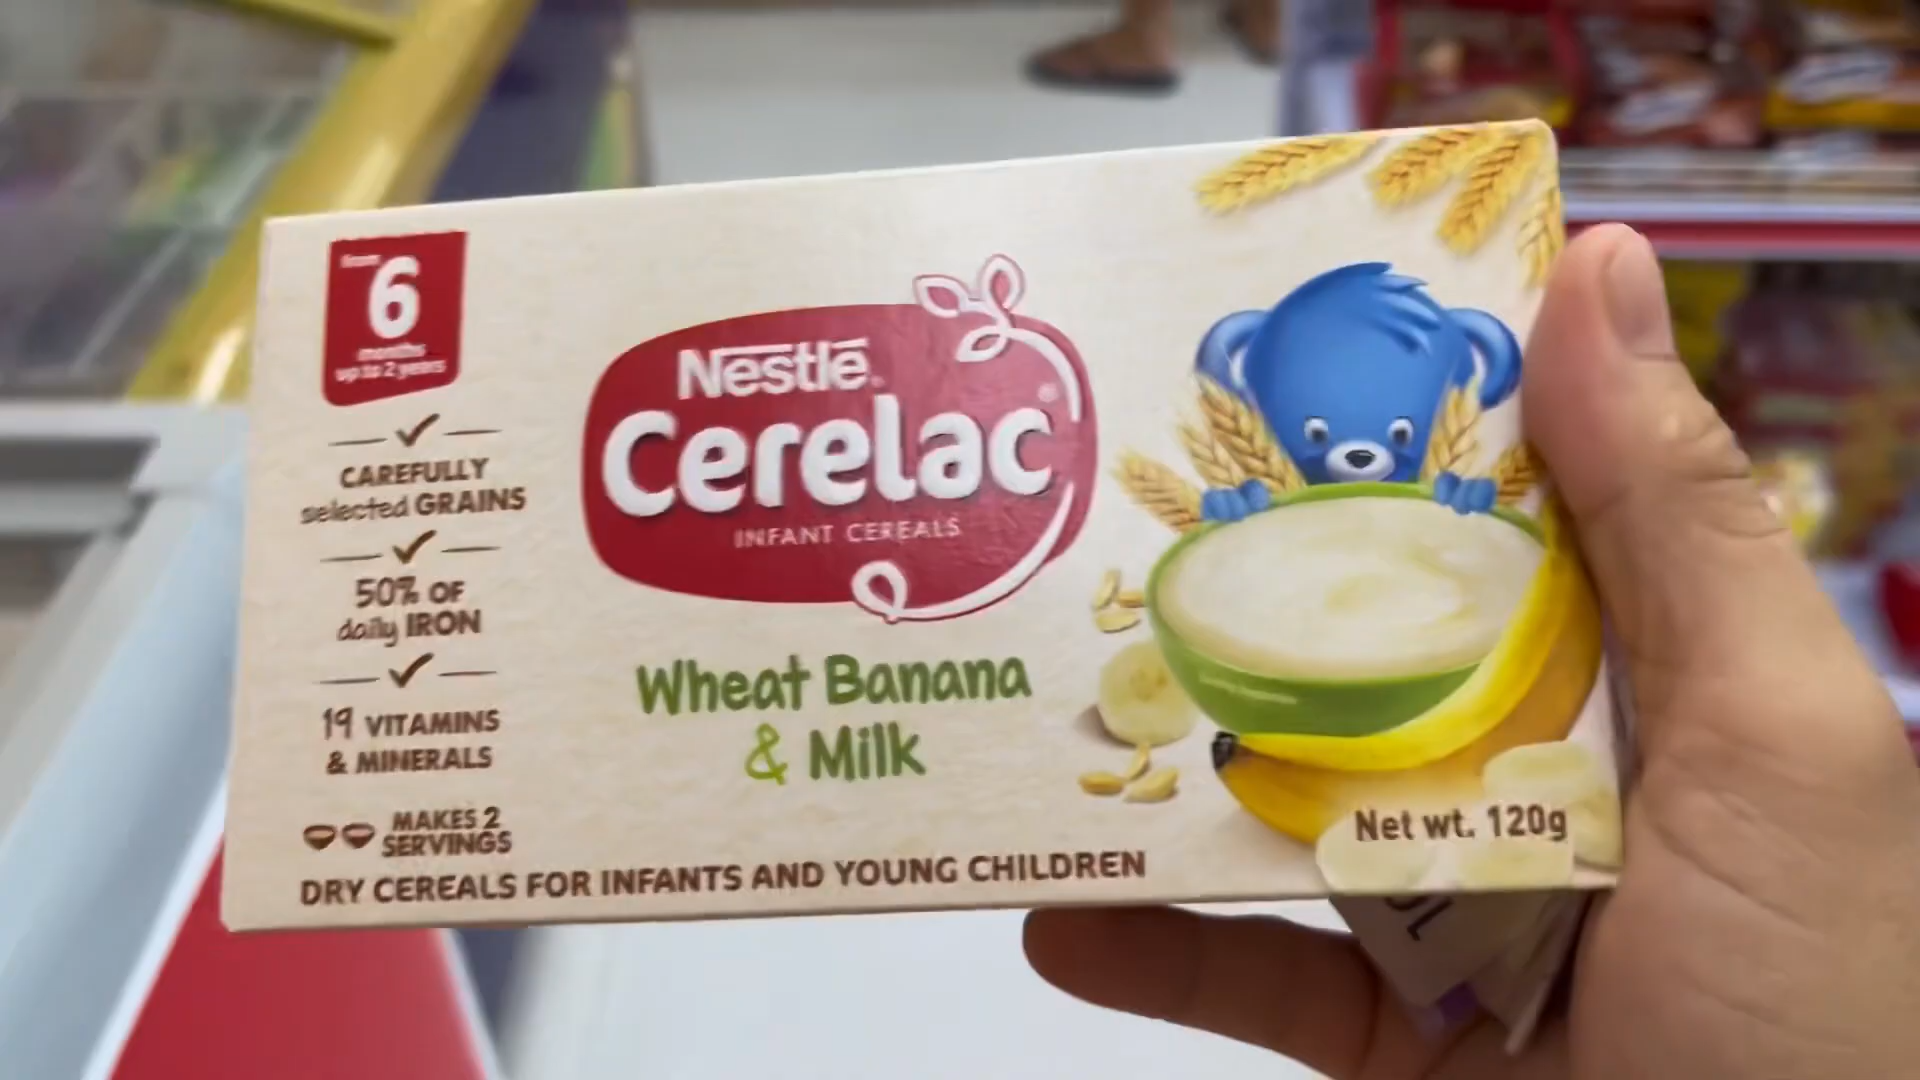 from
6
months
up to 2 years
CAREFULLY
selected GRAINS
50% OF
daily IRON
19 VITAMINS
& MINERALS
MAKES 2
SERVINGS
Nestlé
Cerelac®
INFANT CEREALS
Wheat Banana
& Milk
Net wt. 120g
DRY CEREALS FOR INFANTS AND YOUNG CHILDREN